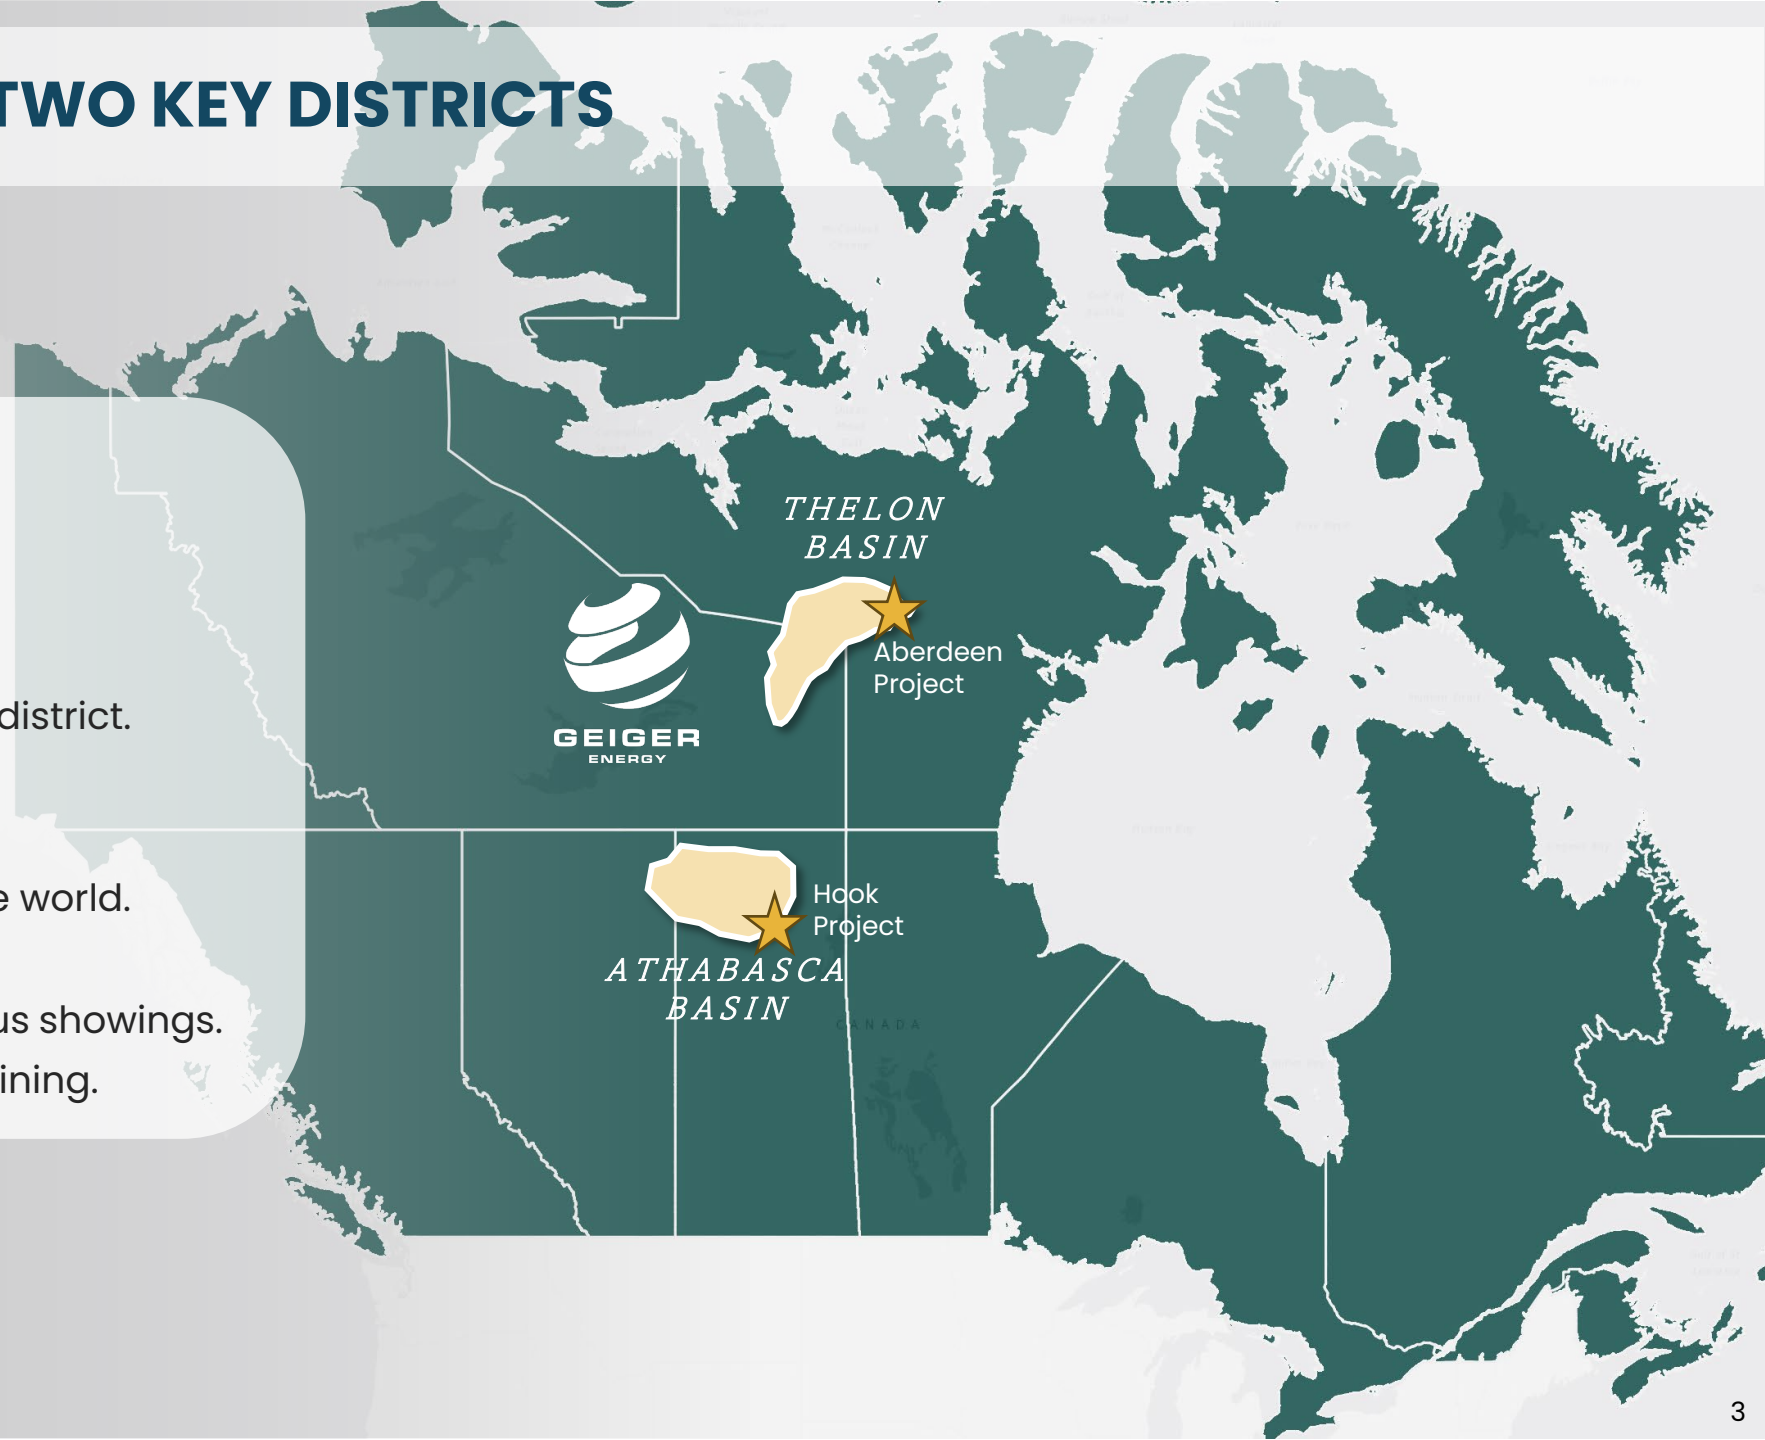 TWO KEY DISTRICTS
THELON
BASIN
Aberdeen
Project
GEIGER
ENERGY
district.
Hook
Project
e world.
ATHABASCA
BASIN
CANADA
us showings.
ining.
3